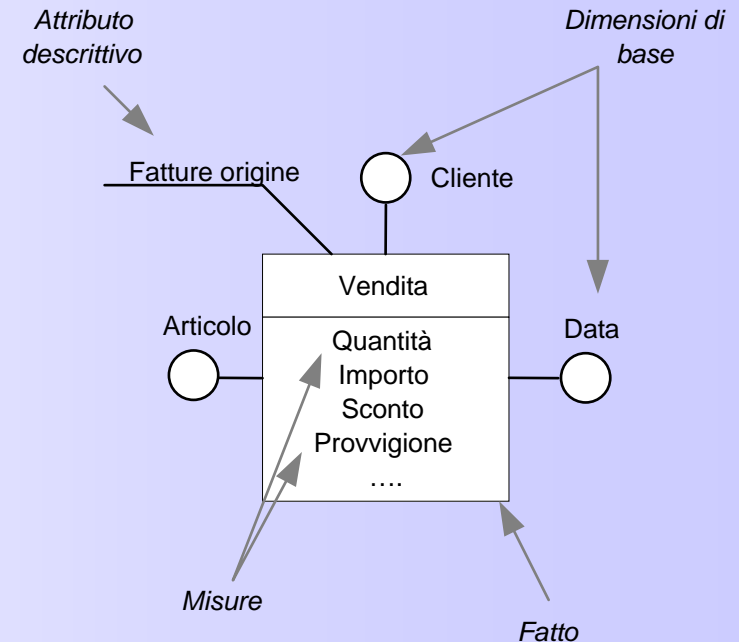 Attributo
descrittivo
Dimensioni di
base
Fatture origine
Cliente
Vendita
Articolo
Data
Quantità
Importo
Sconto
Provvigione
....
Misure
Fatto